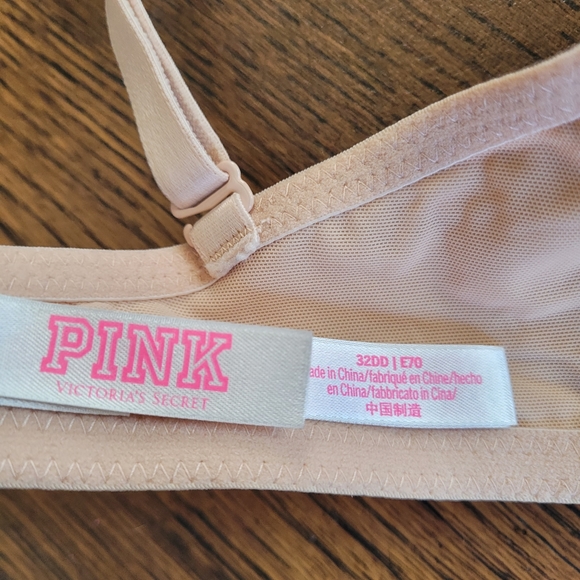 PINK
VICTORIA'S SECRET
32DD | E70
ade in China/fabriqué en Chine/hecho
en China/fabbricato in Cina/
中国制造